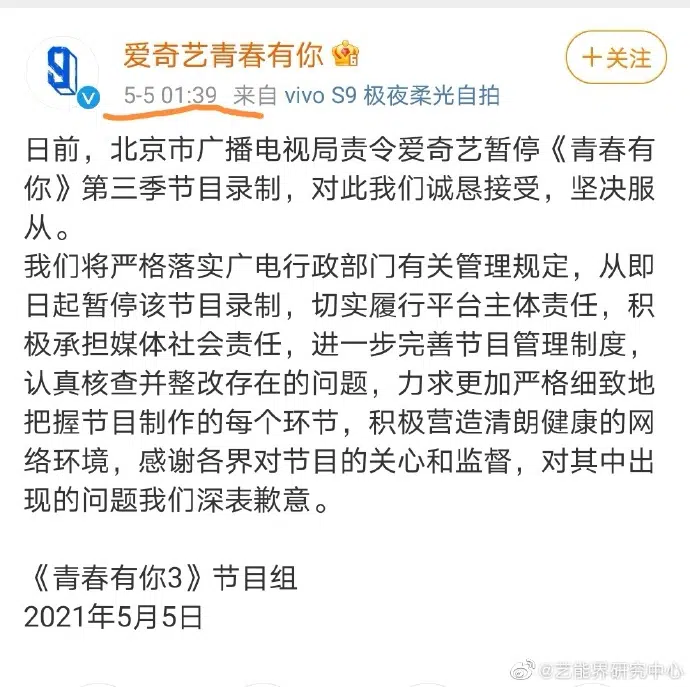 爱奇艺青春有你
+关注
5-5 01:39 来自 vivo S9 极夜柔光自拍
日前，北京市广播电视局责令爱奇艺暂停《青春有
你》第三季节目录制，对此我们诚恳接受，坚决服
从。
我们将严格落实广电行政部门有关管理规定，从即
日起暂停该节目录制，切实履行平台主体责任，积
极承担媒体社会责任，进一步完善节目管理制度，
认真核查并整改存在的问题，力求更加严格细致地
把握节目制作的每个环节，积极营造清朗健康的网
络环境，感谢各界对节目的关心和监督，对其中出
现的问题我们深表歉意。
《青春有你3》节目组
2021年5月5日
@艺能界研究中心